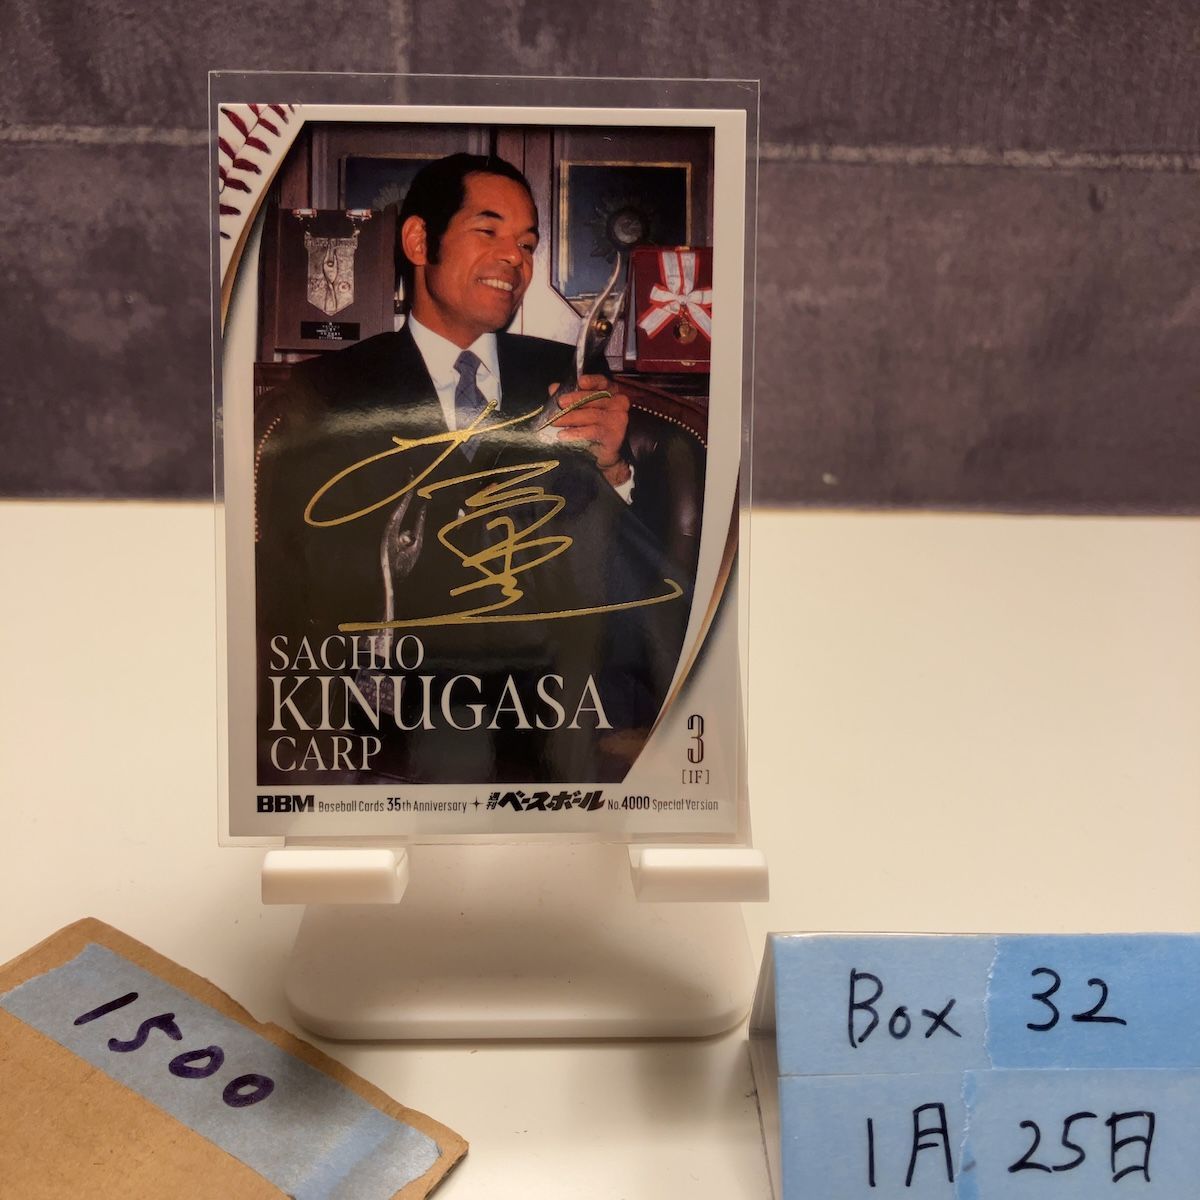 SACHIO
KINUGASA
CARP
3
[IF]
BBM Baseball Cards 35th Anniversary + 週刊ベースボール No.4000 Special Version
1500
Box 32
1月 25日